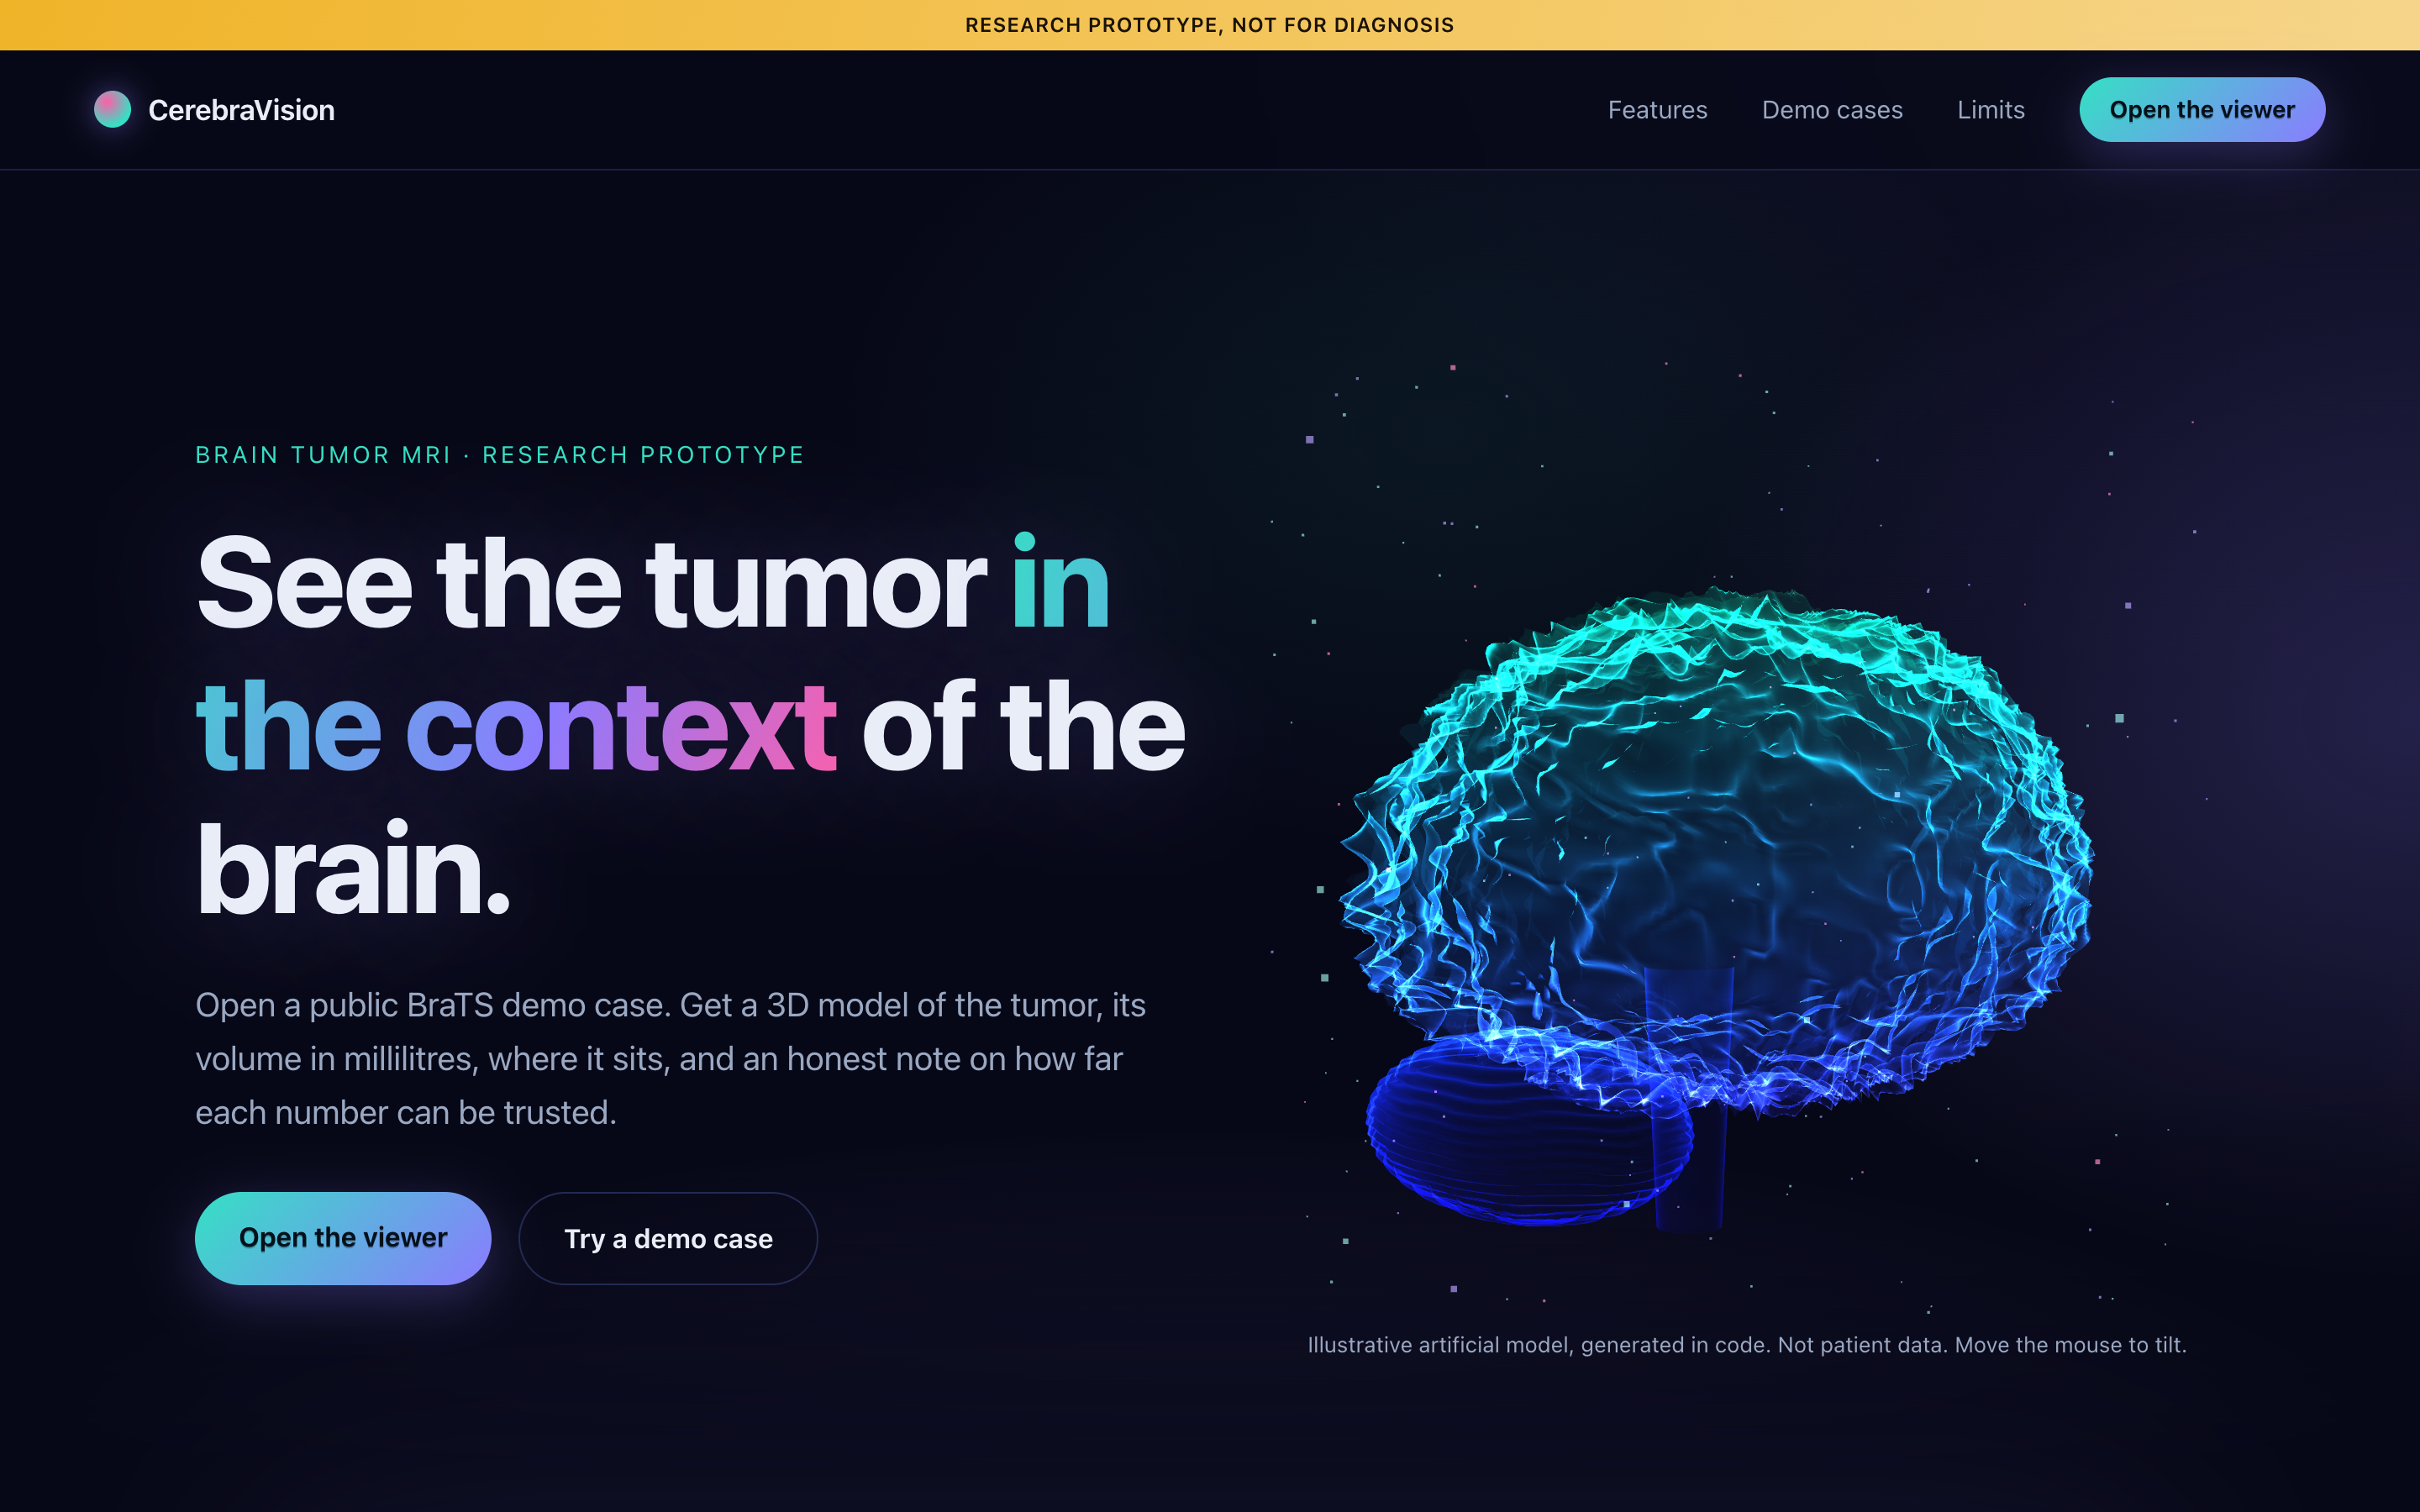 RESEARCH PROTOTYPE, NOT FOR DIAGNOSIS
CerebraVision
Features
Demo cases
Limits
Open the viewer
BRAIN TUMOR MRI · RESEARCH PROTOTYPE
See the tumor in
the context of the
brain.
Open a public BraTS demo case. Get a 3D model of the tumor, its
volume in millilitres, where it sits, and an honest note on how far
each number can be trusted.
Open the viewer
Try a demo case
Illustrative artificial model, generated in code. Not patient data. Move the mouse to tilt.